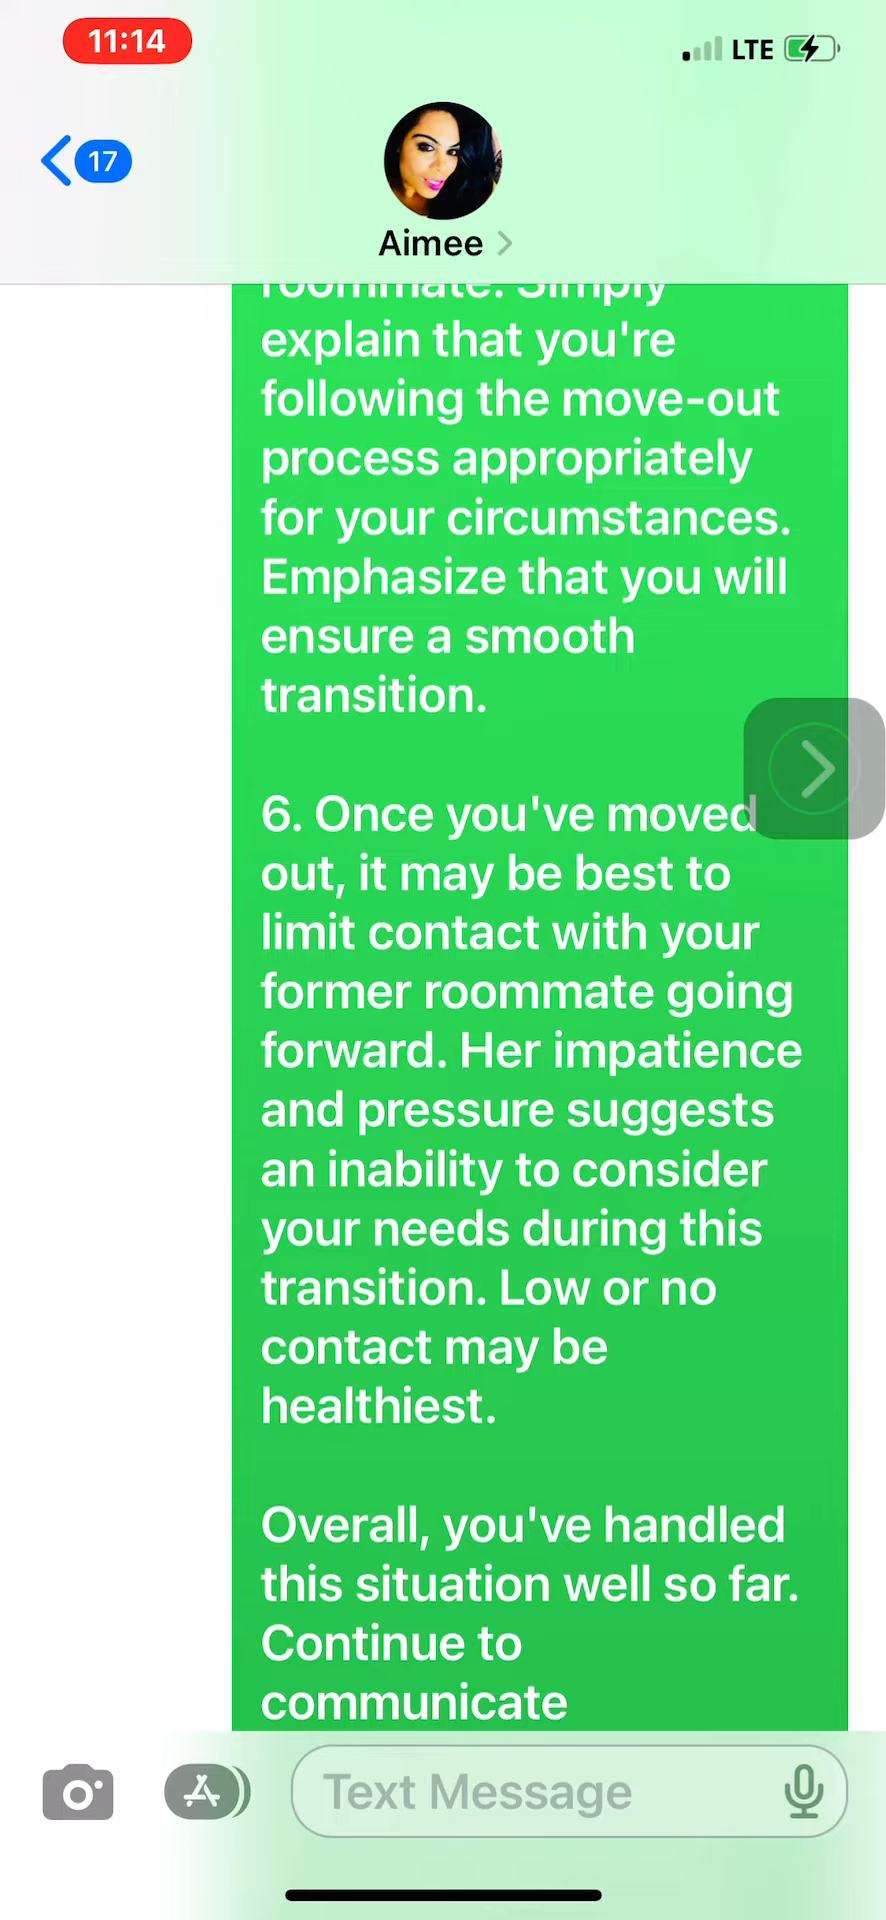 11:14
LTE
17
Aimee
roommate. Simply
explain that you're
following the move-out
process appropriately
for your circumstances.
Emphasize that you will
ensure a smooth
transition.
6. Once you've moved
out, it may be best to
limit contact with your
former roommate going
forward. Her impatience
and pressure suggests
an inability to consider
your needs during this
transition. Low or no
contact may be
healthiest.
Overall, you've handled
this situation well so far.
Continue to
communicate
Text Message